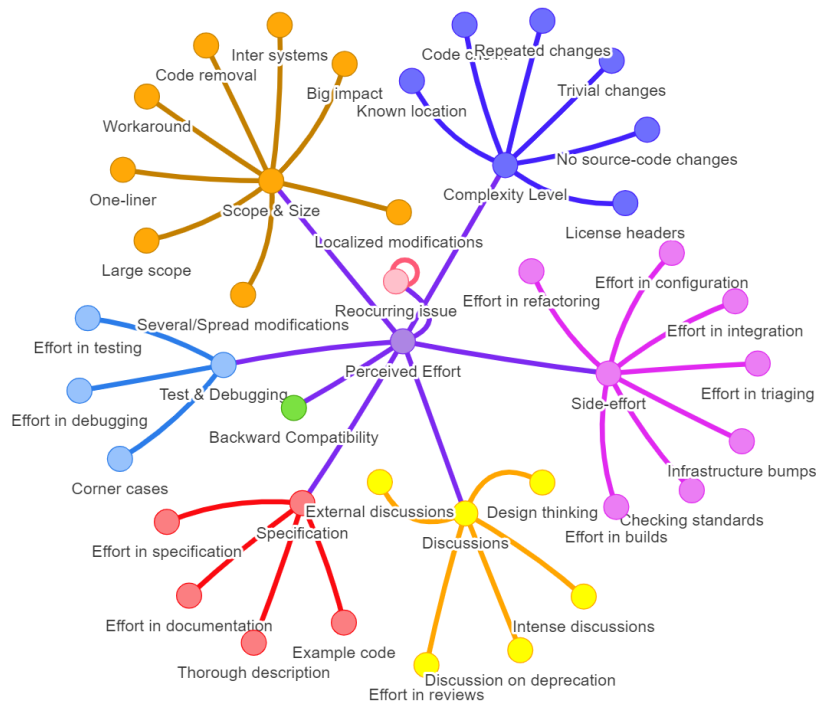 Inter systems
Code removal
Big impact
Workaround
One-liner
Scope & Size
Large scope
Localized modifications
Several/Spread modifications
Repeated changes
Trivial changes
Known location
No source-code changes
Complexity Level
License headers
Reocurring issue
Perceived Effort
Effort in testing
Test & Debugging
Effort in debugging
Corner cases
Backward Compatibility
Effort in refactoring
Effort in configuration
Effort in integration
Effort in triaging
Side-effort
Infrastructure bumps
Checking standards
Effort in builds
External discussions
Design thinking
Discussions
Intense discussions
Discussion on deprecation
Effort in reviews
Specification
Effort in specification
Effort in documentation
Example code
Thorough description
Code